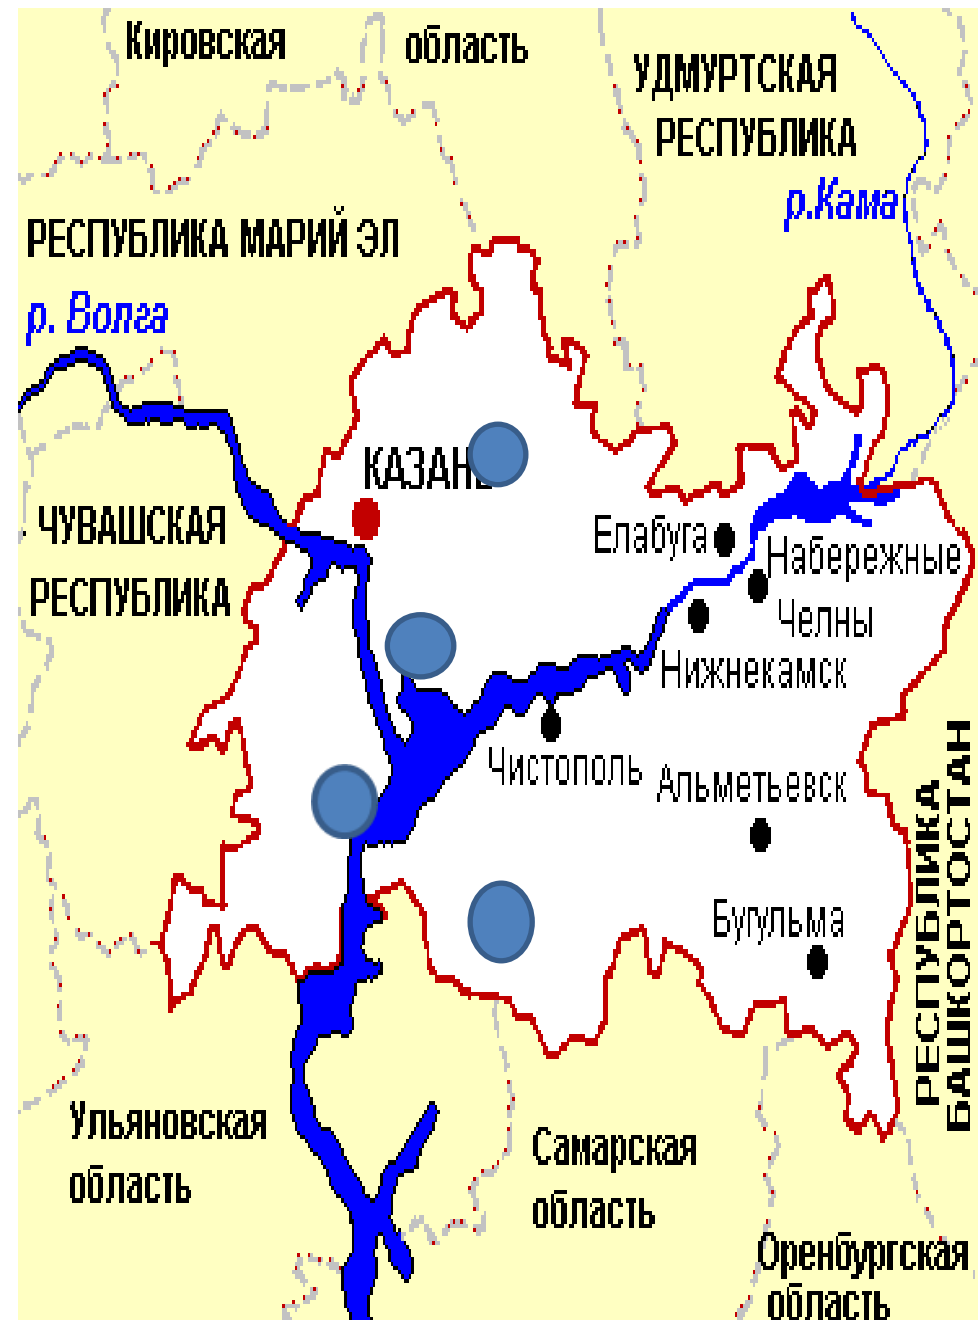 Кировская
область
УДМУРТСКАЯ
РЕСПУБЛИКА
р.Кама
РЕСПУБЛИКА МАРИЙ ЭЛ
р. Волга
КАЗАНЬ
ЧУВАШСКАЯ
РЕСПУБЛИКА
Елабуга
Набережные
Челны
Нижнекамск
Чистополь
Альметьевск
Бугульма
РЕСПУБЛИКА
БАШКОРТОСТАН
Ульяновская
область
Самарская
область
Оренбургская
область